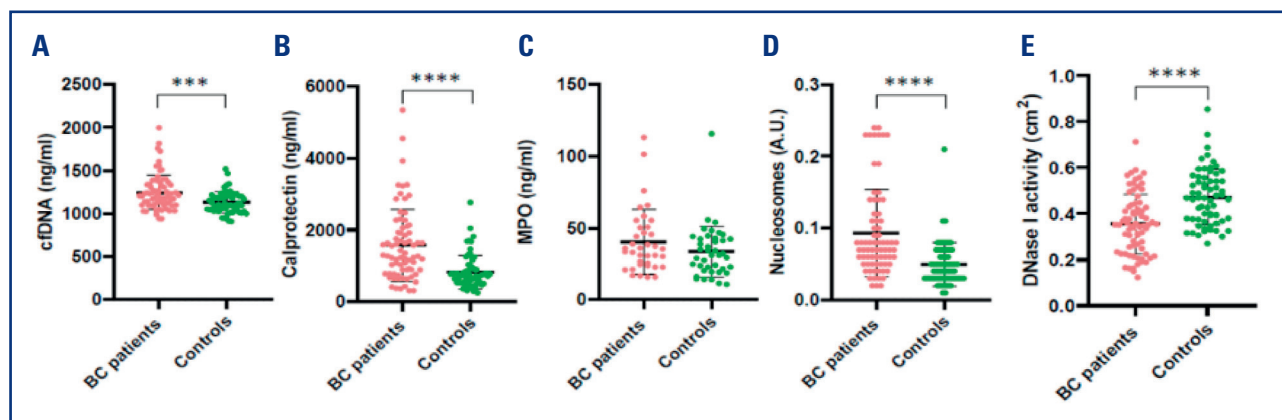 A
cfDNA (ng/ml)
2500
2000
1500
1000
500
0
***
BC patients
Controls
B
Calprotectin (ng/ml)
6000
4000
2000
0
****
BC patients
Controls
C
MPO (ng/ml)
150
100
50
0
BC patients
Controls
D
Nucleosomes (A.U.)
0.3
0.2
0.1
0.0
****
BC patients
Controls
E
DNase I activity (cm²)
1.0
0.8
0.6
0.4
0.2
0.0
****
BC patients
Controls